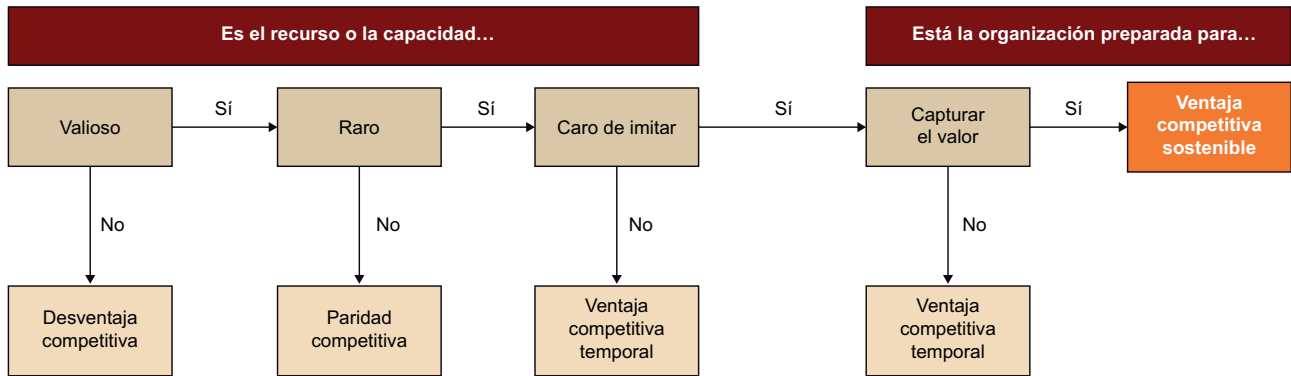 Es el recurso o la capacidad…
Está la organización preparada para…
Valioso
Sí
Raro
Sí
Caro de imitar
Sí
Capturar
el valor
Sí
Ventaja
competitiva
sostenible
No
No
No
No
Desventaja
competitiva
Paridad
competitiva
Ventaja
competitiva
temporal
Ventaja
competitiva
temporal